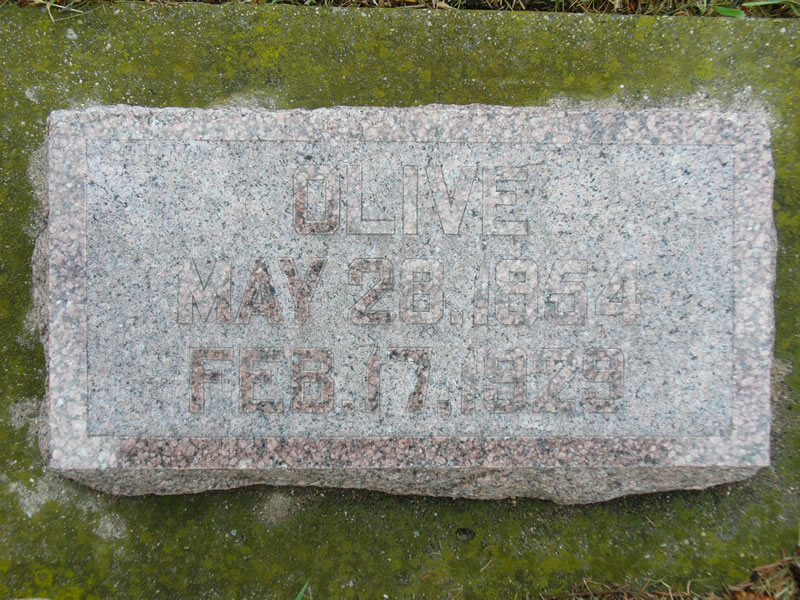 OLIVE
MAY 28, 1854
FEB. 17, 1929